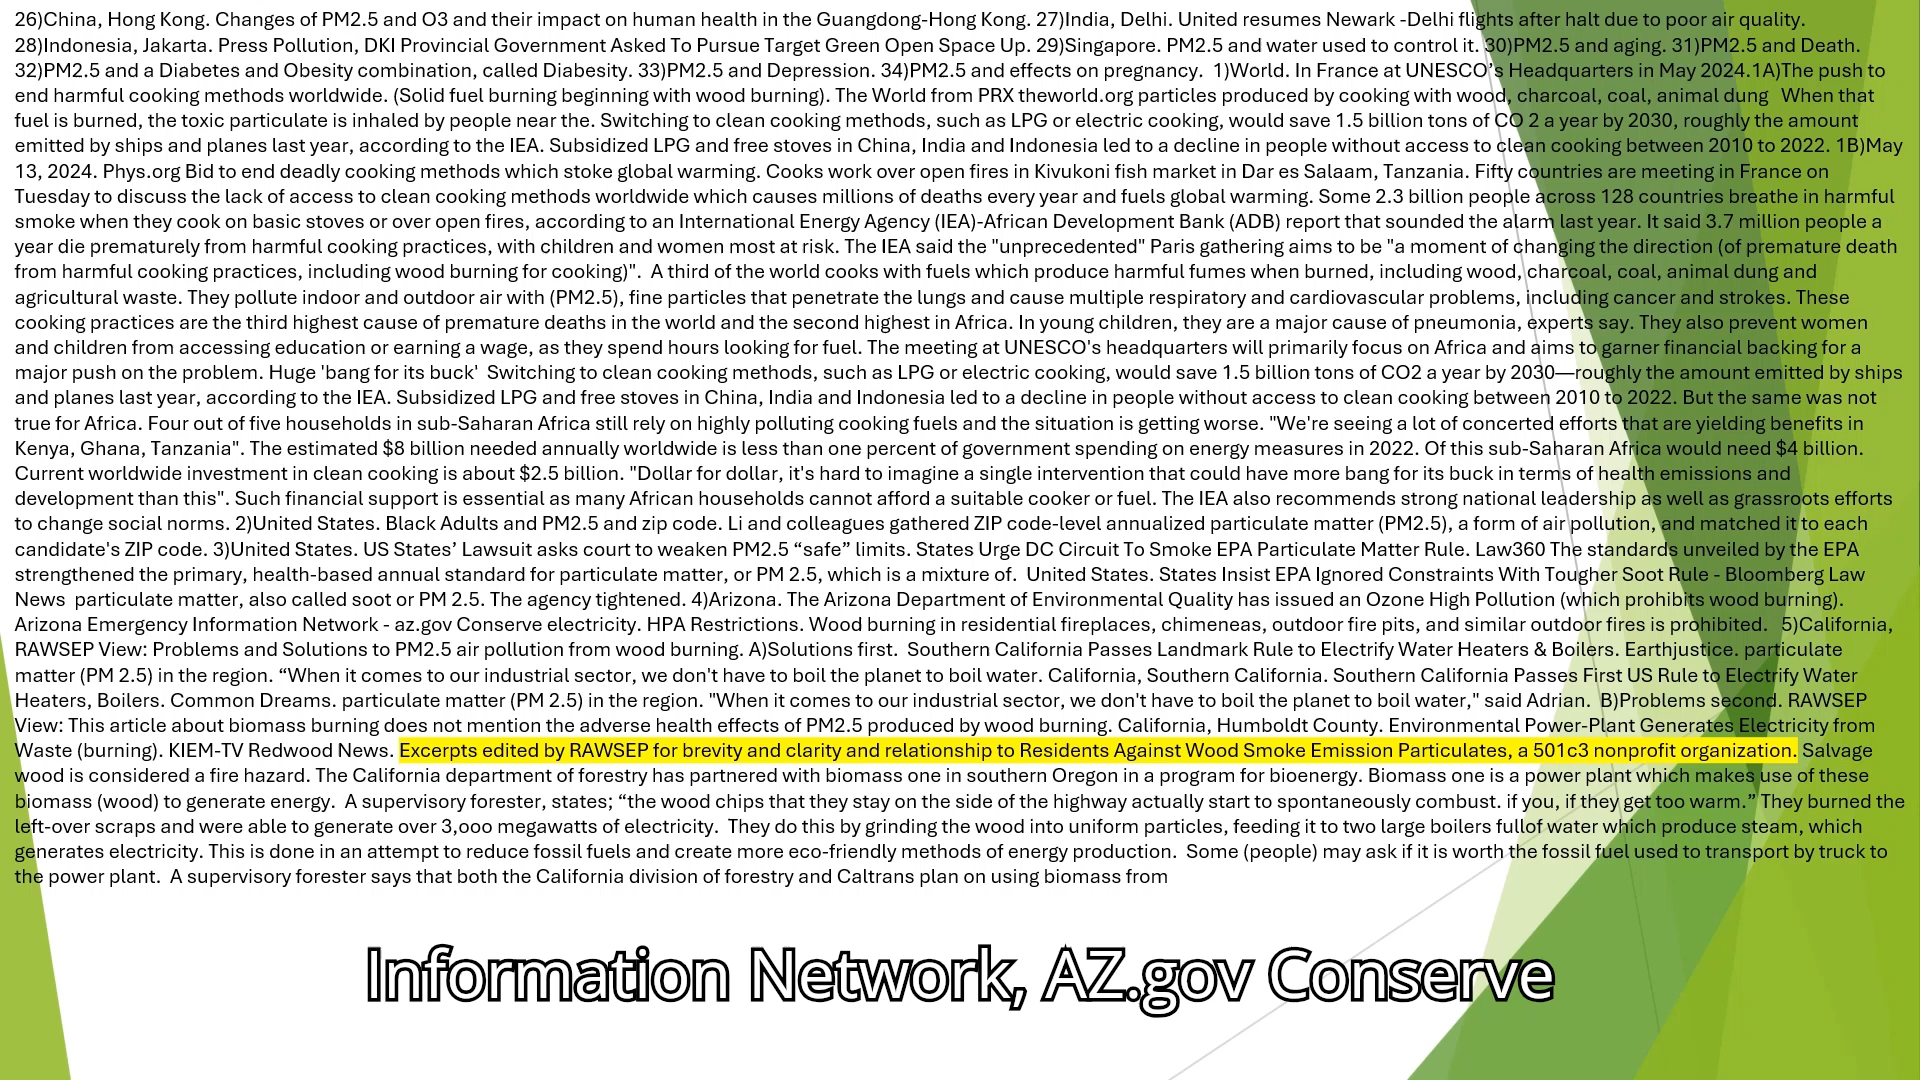 26)China, Hong Kong. Changes of PM2.5 and O3 and their impact on human health in the Guangdong-Hong Kong. 27)India, Delhi. United resumes Newark -Delhi flights after halt due to poor air quality.
28)Indonesia, Jakarta. Press Pollution, DKI Provincial Government Asked To Pursue Target Green Open Space Up. 29)Singapore. PM2.5 and water used to control it. 30)PM2.5 and aging. 31)PM2.5 and Death.
32)PM2.5 and a Diabetes and Obesity combination, called Diabesity. 33)PM2.5 and Depression. 34)PM2.5 and effects on pregnancy.  1)World. In France at UNESCO’s Headquarters in May 2024.1A)The push to
end harmful cooking methods worldwide. (Solid fuel burning beginning with wood burning). The World from PRX theworld.org particles produced by cooking with wood, charcoal, coal, animal dung   When that
fuel is burned, the toxic particulate is inhaled by people near the. Switching to clean cooking methods, such as LPG or electric cooking, would save 1.5 billion tons of CO 2 a year by 2030, roughly the amount
emitted by ships and planes last year, according to the IEA. Subsidized LPG and free stoves in China, India and Indonesia led to a decline in people without access to clean cooking between 2010 to 2022. 1B)May
13, 2024. Phys.org Bid to end deadly cooking methods which stoke global warming. Cooks work over open fires in Kivukoni fish market in Dar es Salaam, Tanzania. Fifty countries are meeting in France on
Tuesday to discuss the lack of access to clean cooking methods worldwide which causes millions of deaths every year and fuels global warming. Some 2.3 billion people across 128 countries breathe in harmful
smoke when they cook on basic stoves or over open fires, according to an International Energy Agency (IEA)-African Development Bank (ADB) report that sounded the alarm last year. It said 3.7 million people a
year die prematurely from harmful cooking practices, with children and women most at risk. The IEA said the "unprecedented" Paris gathering aims to be "a moment of changing the direction (of premature death
from harmful cooking practices, including wood burning for cooking)".  A third of the world cooks with fuels which produce harmful fumes when burned, including wood, charcoal, coal, animal dung and
agricultural waste. They pollute indoor and outdoor air with (PM2.5), fine particles that penetrate the lungs and cause multiple respiratory and cardiovascular problems, including cancer and strokes. These
cooking practices are the third highest cause of premature deaths in the world and the second highest in Africa. In young children, they are a major cause of pneumonia, experts say. They also prevent women
and children from accessing education or earning a wage, as they spend hours looking for fuel. The meeting at UNESCO's headquarters will primarily focus on Africa and aims to garner financial backing for a
major push on the problem. Huge 'bang for its buck'  Switching to clean cooking methods, such as LPG or electric cooking, would save 1.5 billion tons of CO2 a year by 2030—roughly the amount emitted by ships
and planes last year, according to the IEA. Subsidized LPG and free stoves in China, India and Indonesia led to a decline in people without access to clean cooking between 2010 to 2022. But the same was not
true for Africa. Four out of five households in sub-Saharan Africa still rely on highly polluting cooking fuels and the situation is getting worse. "We're seeing a lot of concerted efforts that are yielding benefits in
Kenya, Ghana, Tanzania". The estimated $8 billion needed annually worldwide is less than one percent of government spending on energy measures in 2022. Of this sub-Saharan Africa would need $4 billion.
Current worldwide investment in clean cooking is about $2.5 billion. "Dollar for dollar, it's hard to imagine a single intervention that could have more bang for its buck in terms of health emissions and
development than this". Such financial support is essential as many African households cannot afford a suitable cooker or fuel. The IEA also recommends strong national leadership as well as grassroots efforts
to change social norms. 2)United States. Black Adults and PM2.5 and zip code. Li and colleagues gathered ZIP code-level annualized particulate matter (PM2.5), a form of air pollution, and matched it to each
candidate's ZIP code. 3)United States. US States’ Lawsuit asks court to weaken PM2.5 “safe” limits. States Urge DC Circuit To Smoke EPA Particulate Matter Rule. Law360 The standards unveiled by the EPA
strengthened the primary, health-based annual standard for particulate matter, or PM 2.5, which is a mixture of.  United States. States Insist EPA Ignored Constraints With Tougher Soot Rule - Bloomberg Law
News  particulate matter, also called soot or PM 2.5. The agency tightened. 4)Arizona. The Arizona Department of Environmental Quality has issued an Ozone High Pollution (which prohibits wood burning).
Arizona Emergency Information Network - az.gov Conserve electricity. HPA Restrictions. Wood burning in residential fireplaces, chimeneas, outdoor fire pits, and similar outdoor fires is prohibited.   5)California,
RAWSEP View: Problems and Solutions to PM2.5 air pollution from wood burning. A)Solutions first.  Southern California Passes Landmark Rule to Electrify Water Heaters & Boilers. Earthjustice. particulate
matter (PM 2.5) in the region. “When it comes to our industrial sector, we don't have to boil the planet to boil water. California, Southern California. Southern California Passes First US Rule to Electrify Water
Heaters, Boilers. Common Dreams. particulate matter (PM 2.5) in the region. "When it comes to our industrial sector, we don't have to boil the planet to boil water," said Adrian.  B)Problems second. RAWSEP
View: This article about biomass burning does not mention the adverse health effects of PM2.5 produced by wood burning. California, Humboldt County. Environmental Power-Plant Generates Electricity from
Waste (burning). KIEM-TV Redwood News. Excerpts edited by RAWSEP for brevity and clarity and relationship to Residents Against Wood Smoke Emission Particulates, a 501c3 nonprofit organization. Salvage
wood is considered a fire hazard. The California department of forestry has partnered with biomass one in southern Oregon in a program for bioenergy. Biomass one is a power plant which makes use of these
biomass (wood) to generate energy.  A supervisory forester, states; “the wood chips that they stay on the side of the highway actually start to spontaneously combust. if you, if they get too warm.” They burned the
left-over scraps and were able to generate over 3,ooo megawatts of electricity.  They do this by grinding the wood into uniform particles, feeding it to two large boilers fullof water which produce steam, which
generates electricity. This is done in an attempt to reduce fossil fuels and create more eco-friendly methods of energy production.  Some (people) may ask if it is worth the fossil fuel used to transport by truck to
the power plant.  A supervisory forester says that both the California division of forestry and Caltrans plan on using biomass from
Information Network, AZ.gov Conserve